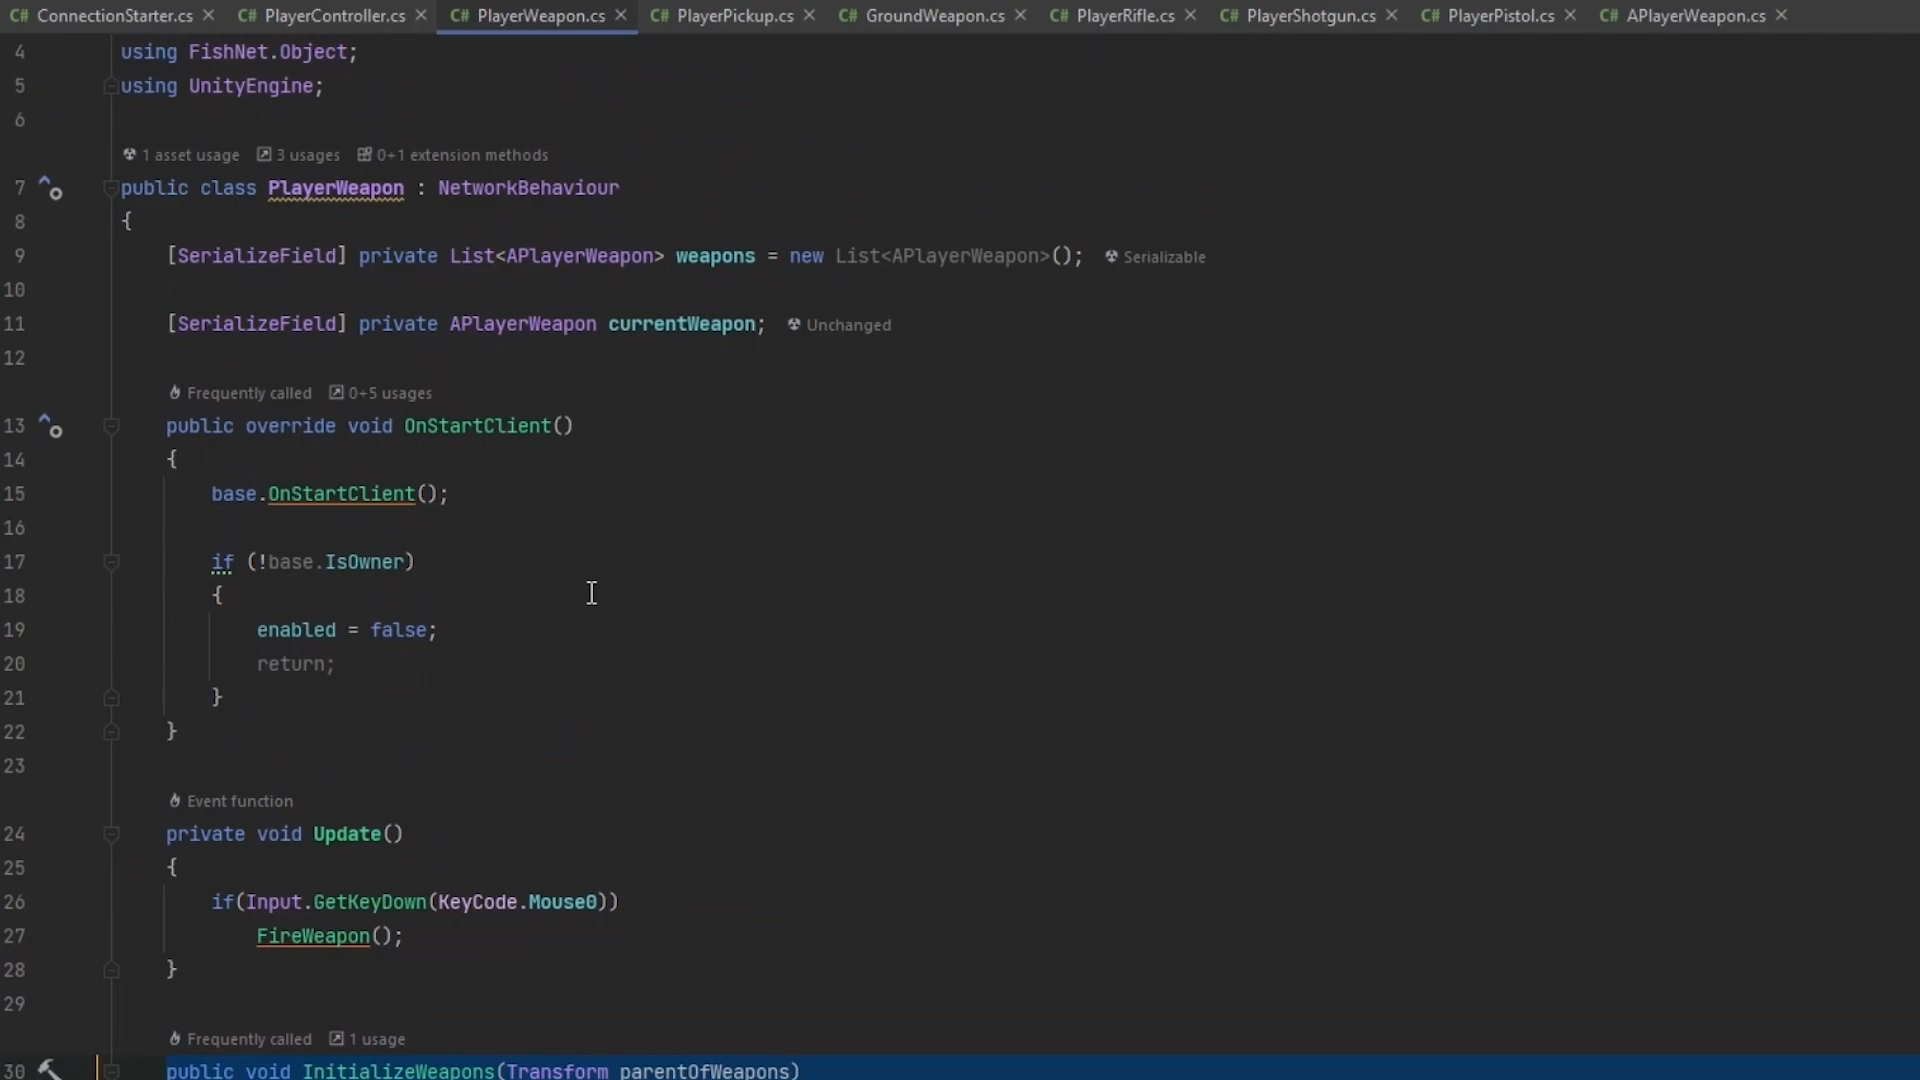 C# ConnectionStarter.cs C# PlayerController.cs C# PlayerWeapon.cs C# PlayerPickup.cs C# GroundWeapon.cs C# PlayerRifle.cs C# PlayerShotgun.cs C# PlayerPistol.cs C# APlayerWeapon.cs
4 using FishNet.Object;
5 using UnityEngine;
6
1 asset usage 3 usages 0+1 extension methods
7 public class PlayerWeapon : NetworkBehaviour
8 {
9 [SerializeField] private List<APlayerWeapon> weapons = new List<APlayerWeapon>(); Serializable
10
11 [SerializeField] private APlayerWeapon currentWeapon; Unchanged
12
Frequently called 0+5 usages
13 public override void OnStartClient()
14 {
15 base.OnStartClient();
16
17 if (!base.IsOwner)
18 {
19 enabled = false;
20 return;
21 }
22 }
23
Event function
24 private void Update()
25 {
26 if(Input.GetKeyDown(KeyCode.Mouse0))
27 FireWeapon();
28 }
29
Frequently called 1 usage
30 public void InitializeWeapons(Transform parentOfWeapons)